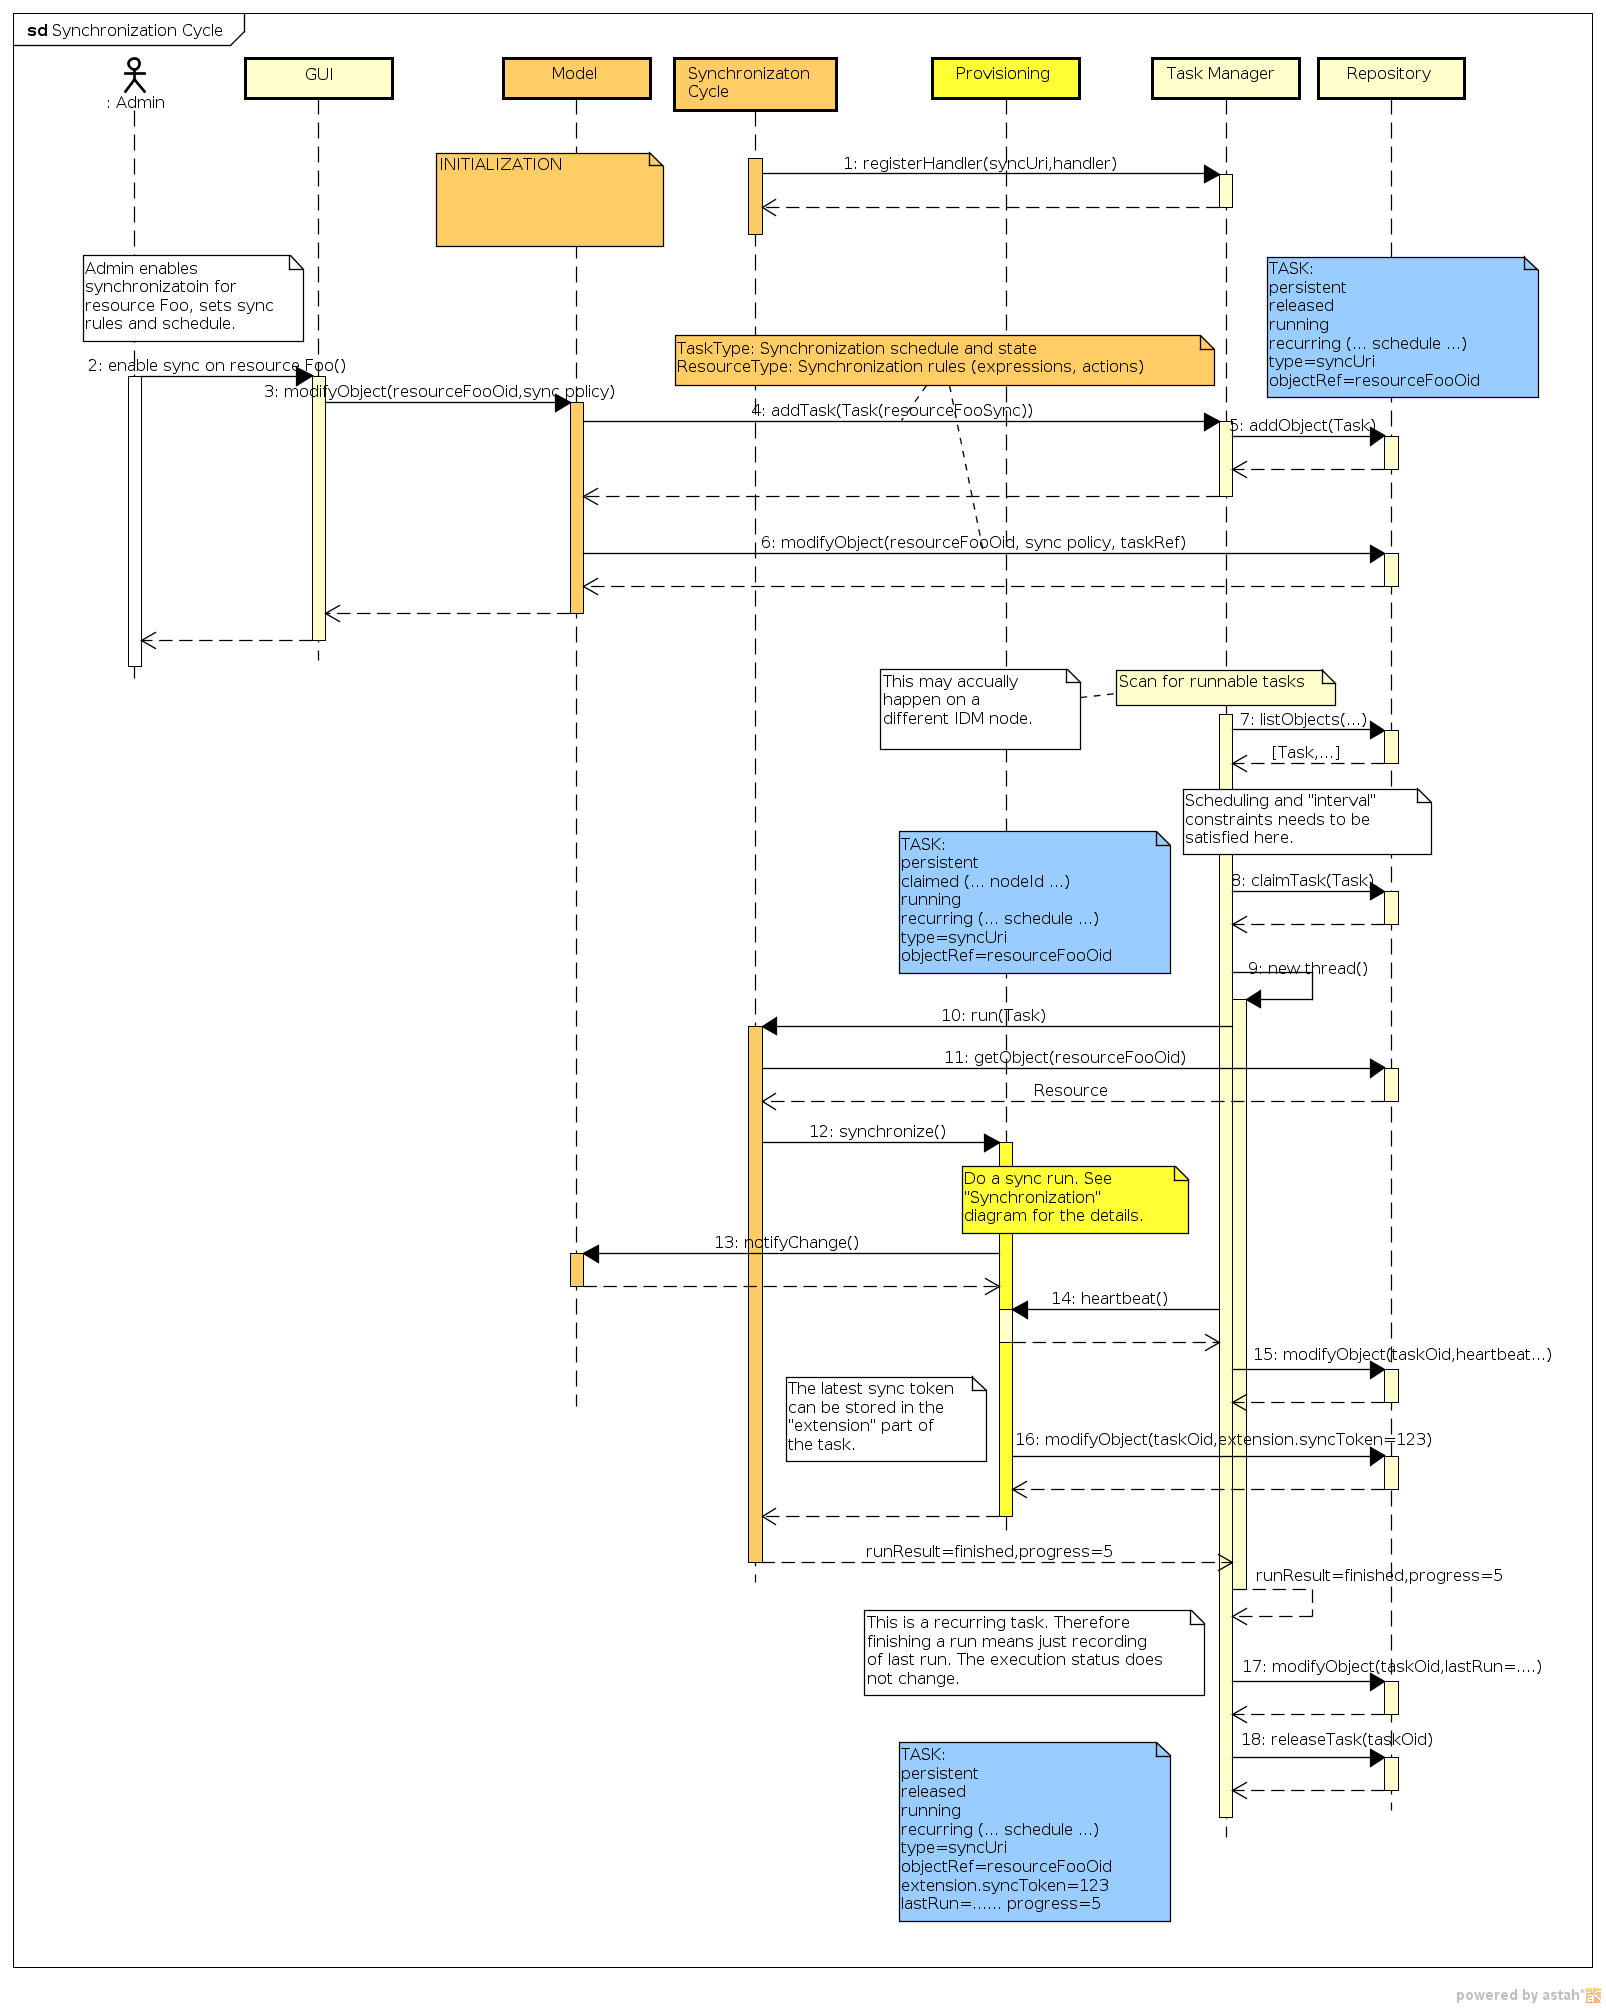 sd Synchronization Cycle
: Admin
GUI
Model
Synchronizaton
Cycle
Provisioning
Task Manager
Repository
INITIALIZATION
1: registerHandler(syncUri,handler)
Admin enables
synchronizatoin for
resource Foo, sets sync
rules and schedule.
TASK:
persistent
released
running
recurring (... schedule ...)
type=syncUri
objectRef=resourceFooOid
TaskType: Synchronization schedule and state
ResourceType: Synchronization rules (expressions, actions)
2: enable sync on resource Foo()
3: modifyObject(resourceFooOid,sync policy)
4: addTask(Task(resourceFooSync))
5: addObject(Task)
6: modifyObject(resourceFooOid, sync policy, taskRef)
This may accually
happen on a
different IDM node.
Scan for runnable tasks
7: listObjects(...)
[Task,...]
Scheduling and "interval"
constraints needs to be
satisfied here.
TASK:
persistent
claimed (... nodeId ...)
running
recurring (... schedule ...)
type=syncUri
objectRef=resourceFooOid
8: claimTask(Task)
9: new thread()
10: run(Task)
11: getObject(resourceFooOid)
Resource
12: synchronize()
Do a sync run. See
"Synchronization"
diagram for the details.
13: notifyChange()
14: heartbeat()
15: modifyObject(taskOid,heartbeat...)
The latest sync token
can be stored in the
"extension" part of
the task.
16: modifyObject(taskOid,extension.syncToken=123)
runResult=finished,progress=5
runResult=finished,progress=5
This is a recurring task. Therefore
finishing a run means just recording
of last run. The execution status does
not change.
17: modifyObject(taskOid,lastRun=....)
18: releaseTask(taskOid)
TASK:
persistent
released
running
recurring (... schedule ...)
type=syncUri
objectRef=resourceFooOid
extension.syncToken=123
lastRun=...... progress=5
powered by astah*